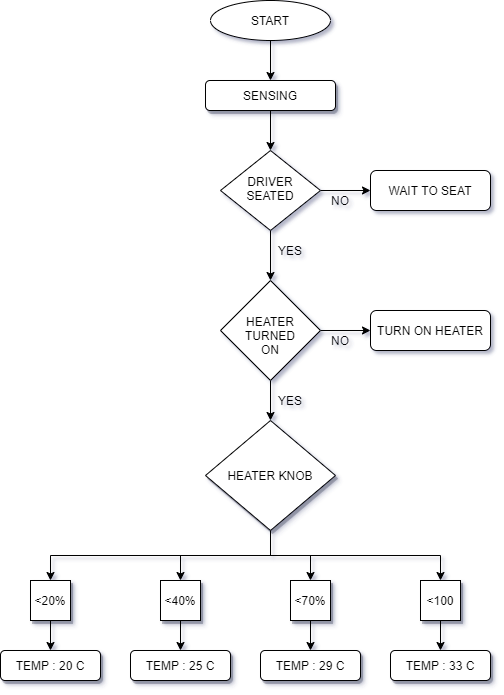 START
SENSING
DRIVER
SEATED
WAIT TO SEAT
NO
YES
HEATER
TURNED
ON
TURN ON HEATER
NO
YES
HEATER KNOB
<20%
<40%
<70%
<100
TEMP : 20 C
TEMP : 25 C
TEMP : 29 C
TEMP : 33 C